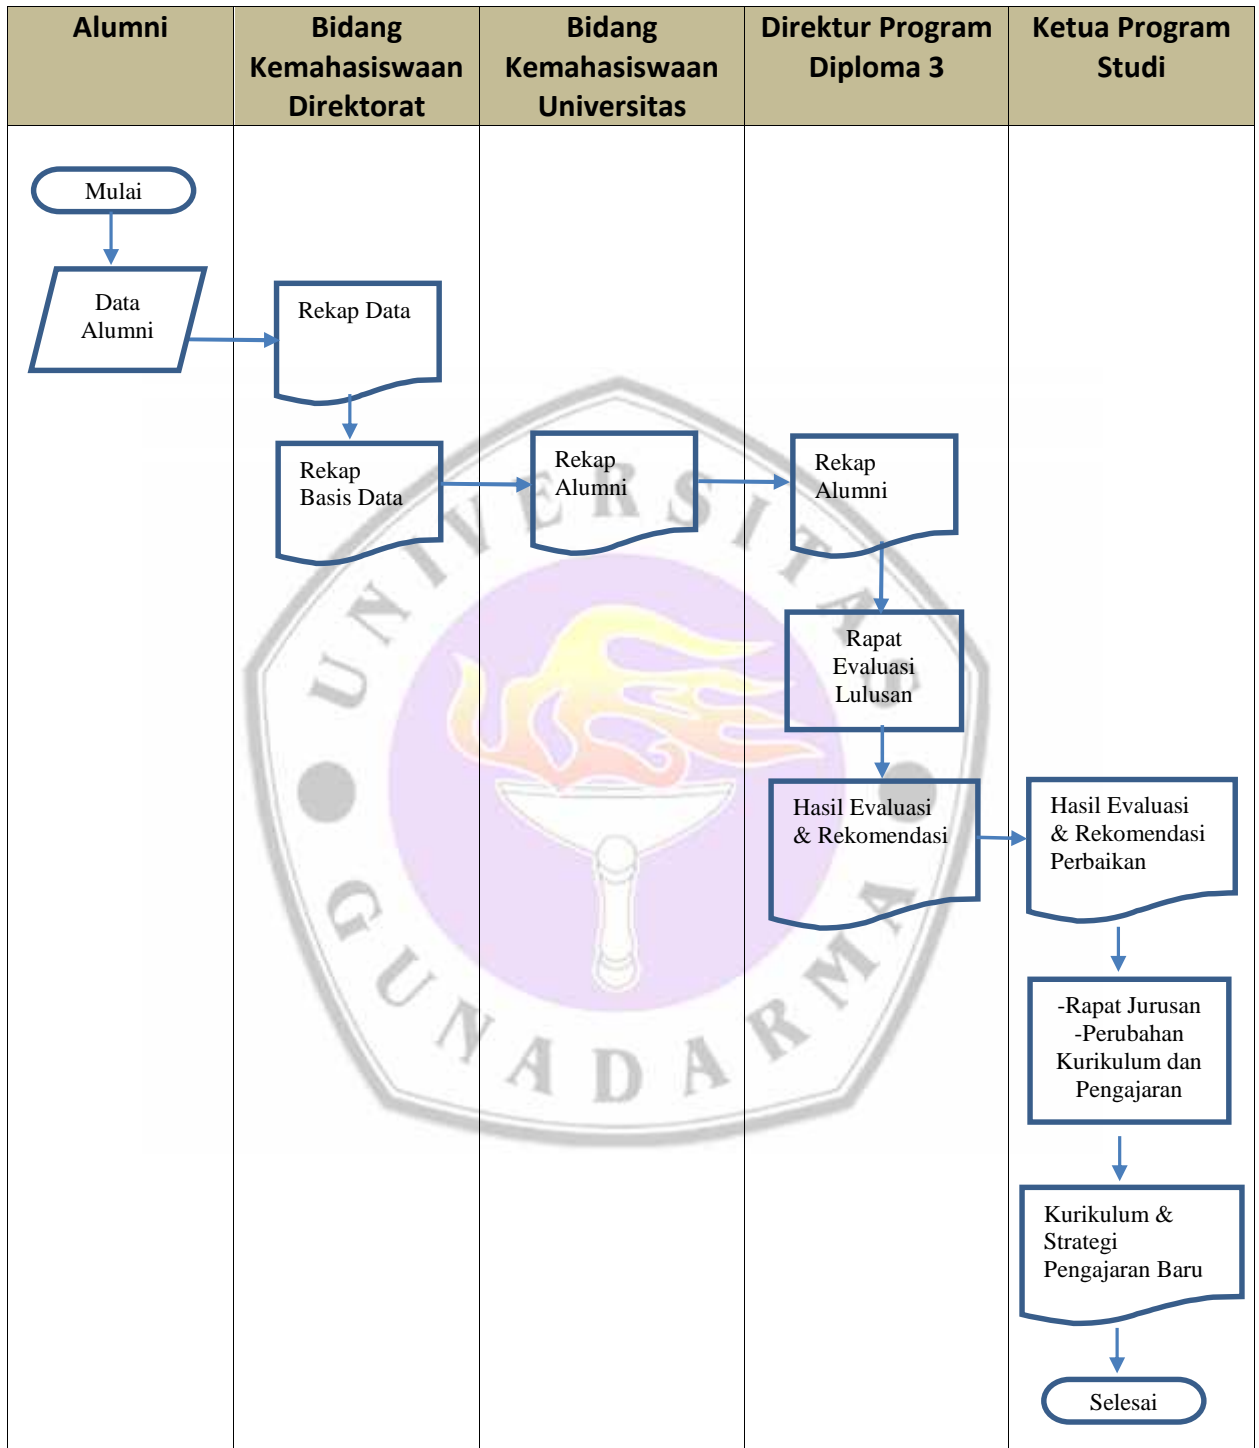 Alumni
Bidang
Kemahasiswaan
Direktorat
Bidang
Kemahasiswaan
Universitas
Direktur Program
Diploma 3
Ketua Program
Studi
Mulai
Data
Alumni
Rekap Data
Rekap
Basis Data
Rekap
Alumni
Rekap
Alumni
Rapat
Evaluasi
Lulusan
Hasil Evaluasi
& Rekomendasi
Hasil Evaluasi
& Rekomendasi
Perbaikan
-Rapat Jurusan
-Perubahan
Kurikulum dan
Pengajaran
Kurikulum &
Strategi
Pengajaran Baru
Selesai
UNIVERSITAS
GUNADARMA